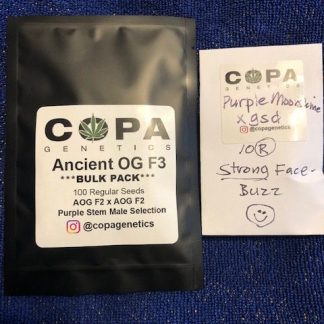 COPA
GENETICS
Ancient OG F3
***BULK PACK***
100 Regular Seeds
AOG F2 x AOG F2
Purple Stem Male Selection
@copagenetics
COPA
GENETICS
Purple Moonshine
x gsd
@copagenetics
10 R
Strong Face-
Buzz